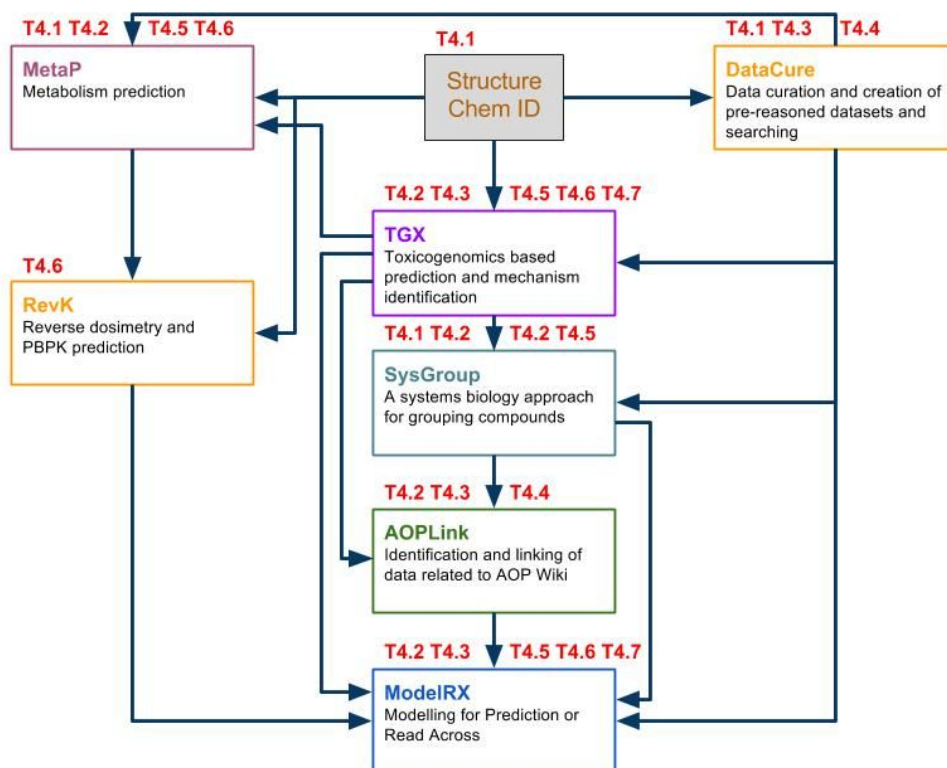 T4.1 T4.2 T4.5 T4.6
MetaP
Metabolism prediction
T4.1
Structure
Chem ID
T4.1 T4.3 T4.4
DataCure
Data curation and creation of
pre-reasoned datasets and
searching
T4.2 T4.3 T4.5 T4.6 T4.7
TGX
Toxicogenomics based
prediction and mechanism
identification
T4.6
RevK
Reverse dosimetry and
PBPK prediction
T4.1 T4.2 T4.2 T4.5
SysGroup
A systems biology approach
for grouping compounds
T4.2 T4.3 T4.4
AOPLink
Identification and linking of
data related to AOP Wiki
T4.2 T4.3 T4.5 T4.6 T4.7
ModelRX
Modelling for Prediction or
Read Across